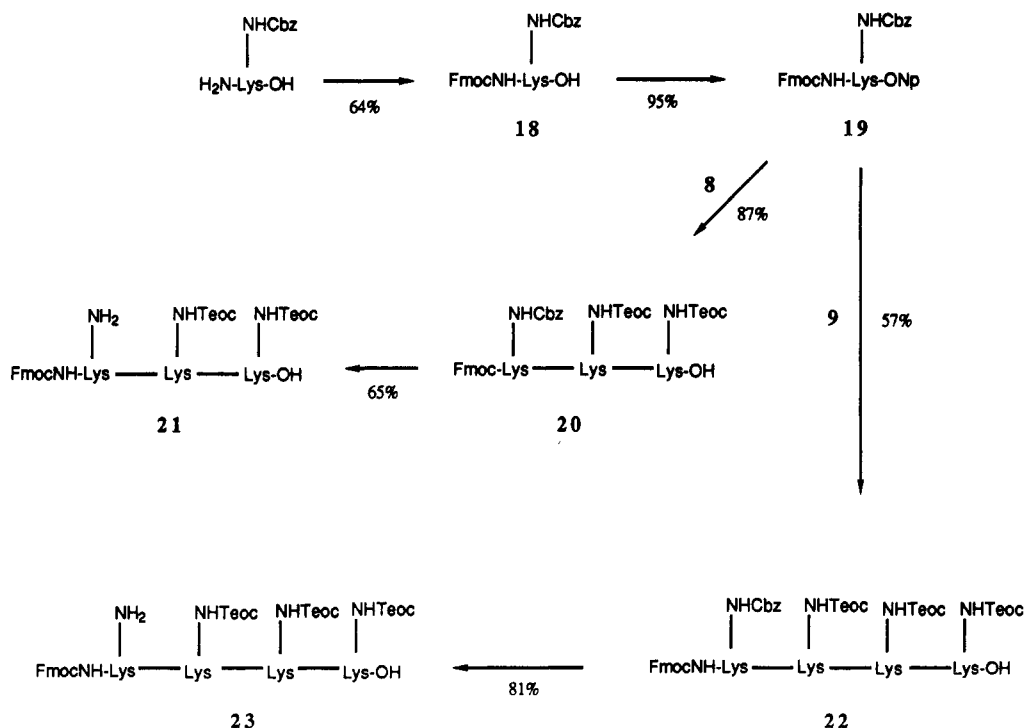 NHCbz
H₂N-Lys-OH
64%
NHCbz
FmocNH-Lys-OH
18
95%
NHCbz
FmocNH-Lys-ONp
19
8
87%
9
57%
NH₂ NHTeoc NHTeoc
FmocNH-Lys Lys Lys-OH
21
65%
NHCbz NHTeoc NHTeoc
Fmoc-Lys Lys Lys-OH
20
NH₂ NHTeoc NHTeoc NHTeoc
FmocNH-Lys Lys Lys Lys-OH
23
81%
NHCbz NHTeoc NHTeoc NHTeoc
FmocNH-Lys Lys Lys Lys-OH
22